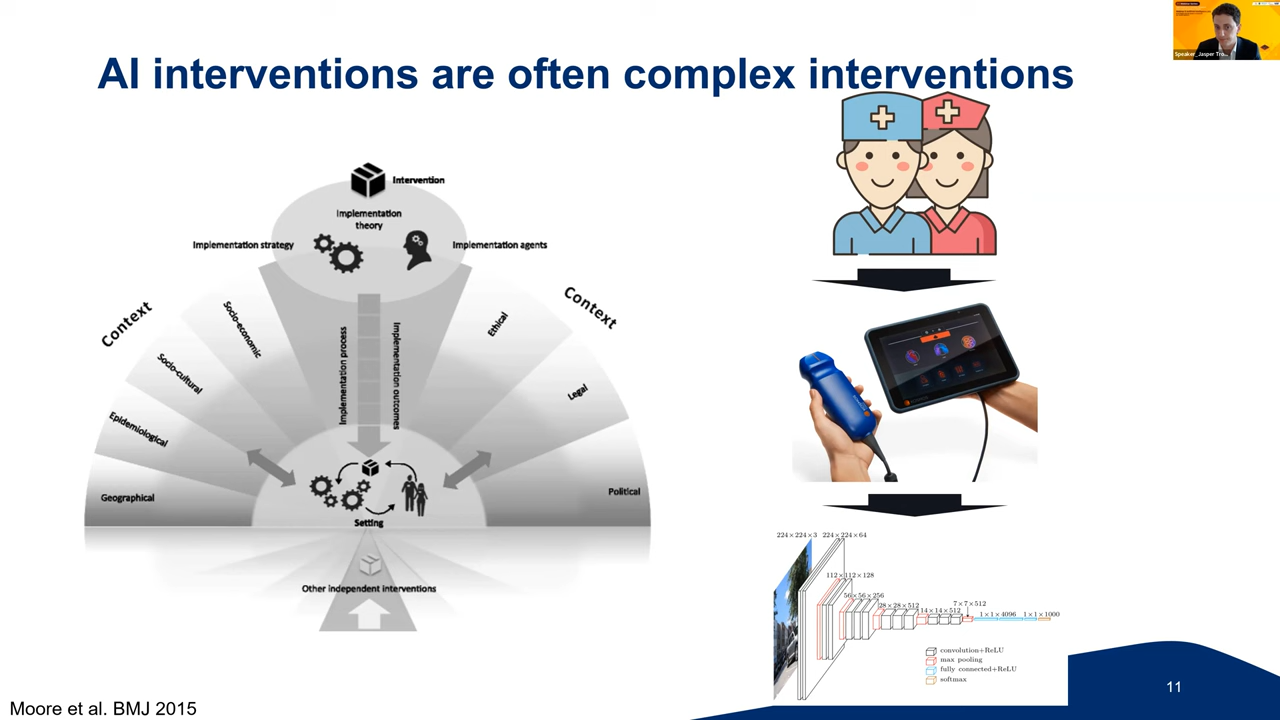 AI interventions are often complex interventions
Speaker_Jasper Tro...
Intervention
Implementation
theory
Implementation strategy
Implementation agents
Context
Context
Socio-economic
Ethical
Socio-cultural
Legal
Epidemiological
Implementation process
Implementation outcomes
Geographical
Political
Setting
Other independent interventions
224×224×3 224×224×64
112×112×128
56×56×256
28×28×512
14×14×512
7×7×512
1×1×4096 1×1×1000
convolution+ReLU
max pooling
fully connected+ReLU
softmax
11
Moore et al. BMJ 2015